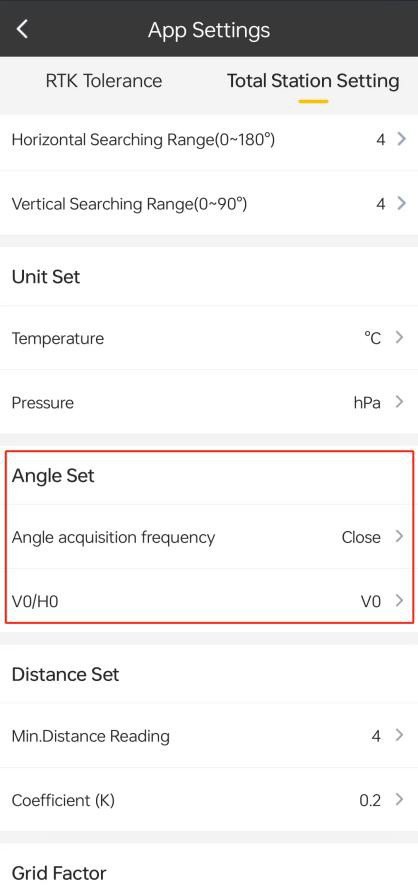 App Settings
RTK Tolerance Total Station Setting
Horizontal Searching Range(0~180°) 4
Vertical Searching Range(0~90°) 4
Unit Set
Temperature °C
Pressure hPa
Angle Set
Angle acquisition frequency Close
V0/H0 V0
Distance Set
Min.Distance Reading 4
Coefficient (K) 0.2
Grid Factor